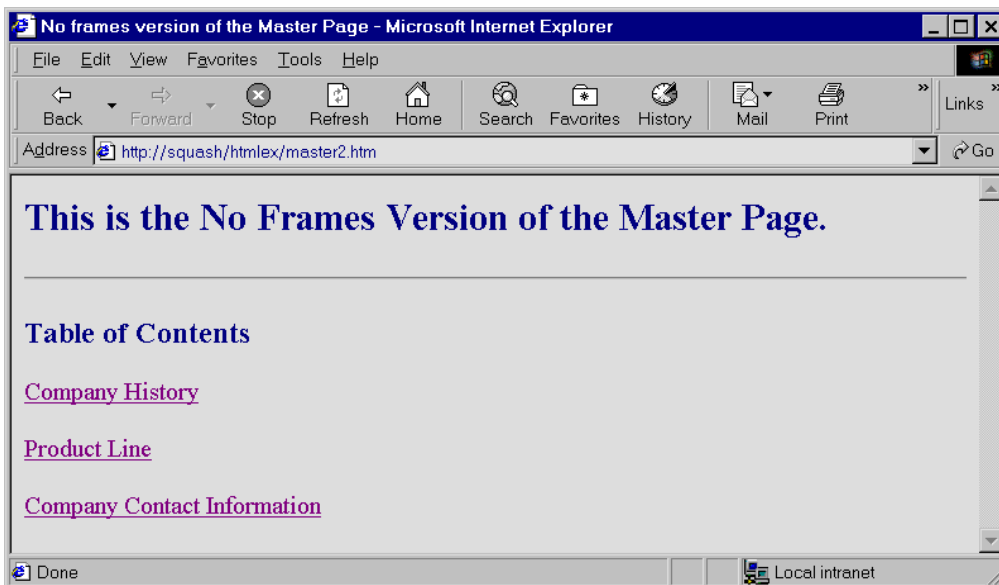 No frames version of the Master Page - Microsoft Internet Explorer
File Edit View Favorites Tools Help
Back Forward Stop Refresh Home Search Favorites History Mail Print » Links »
Address http://squash/htmlex/master2.htm Go
This is the No Frames Version of the Master Page.
Table of Contents
Company History
Product Line
Company Contact Information
Done Local intranet